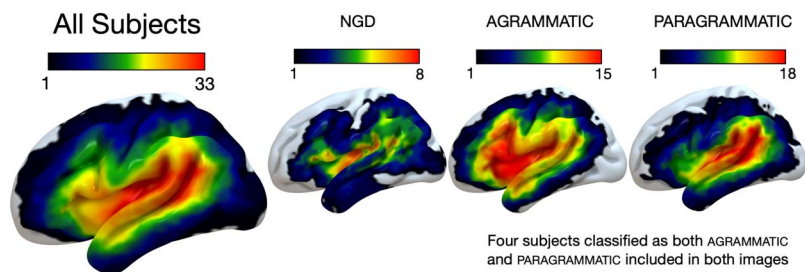 All Subjects
1 33
NGD
1 8
AGRAMMATIC
1 15
PARAGRAMMATIC
1 18
Four subjects classified as both AGRAMMATIC
and PARAGRAMMATIC included in both images